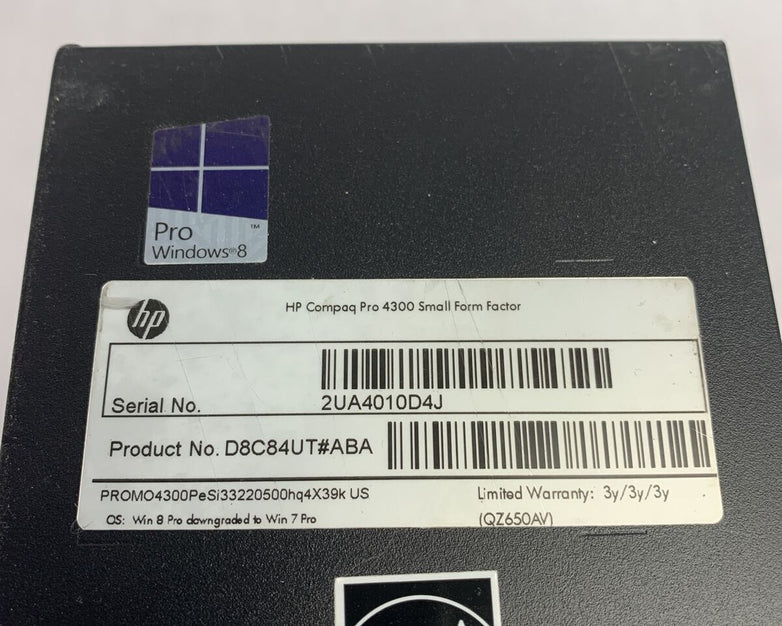 Pro ™
Windows® 8
hp
HP Compaq Pro 4300 Small Form Factor
Serial No. 2UA4010D4J
Product No. D8C84UT#ABA
PROMO4300PeSi33220500hq4X39k US
Limited Warranty: 3y/3y/3y
OS: Win 8 Pro downgraded to Win 7 Pro
(QZ650AV)